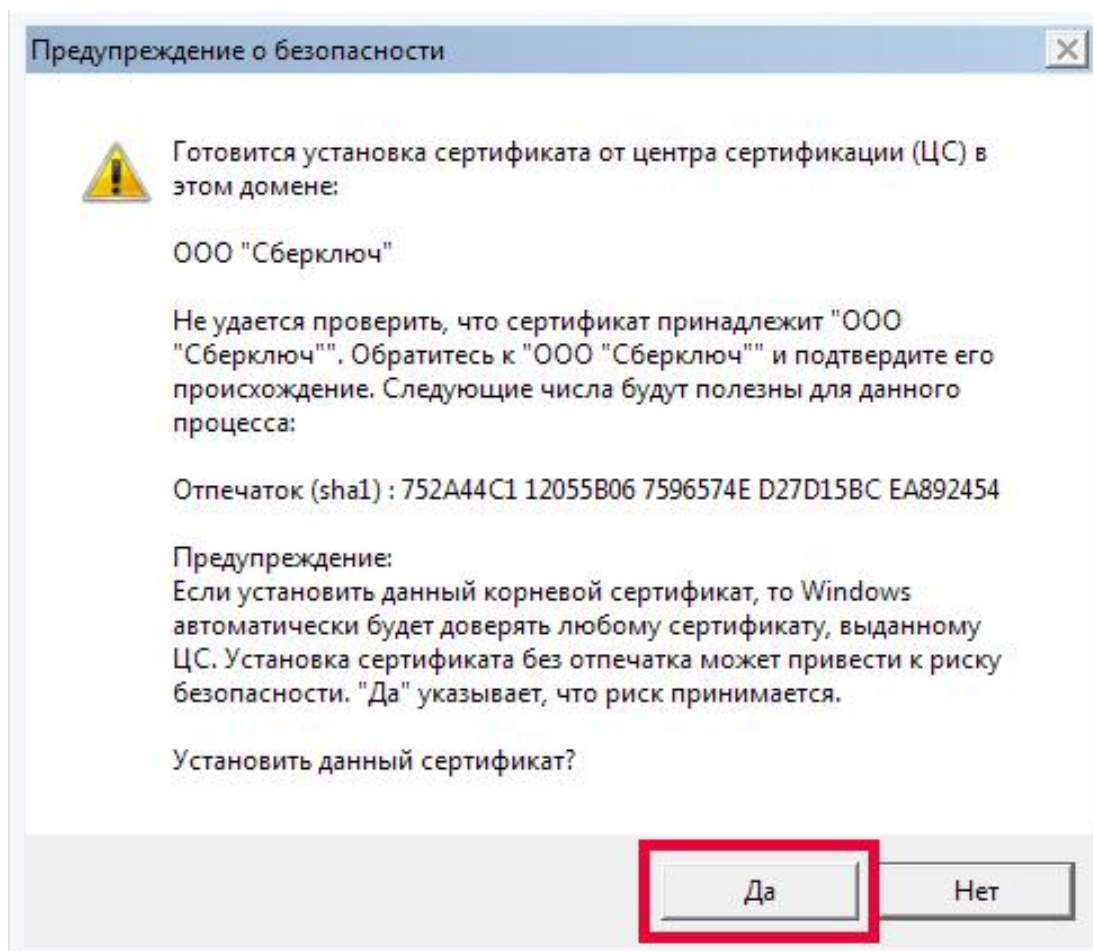 Предупреждение о безопасности
Готовится установка сертификата от центра сертификации (ЦС) в
этом домене:
ООО "Сберключ"
Не удается проверить, что сертификат принадлежит "ООО
"Сберключ"". Обратитесь к "ООО "Сберключ"" и подтвердите его
происхождение. Следующие числа будут полезны для данного
процесса:
Отпечаток (sha1) : 752A44C1 12055B06 7596574E D27D15BC EA892454
Предупреждение:
Если установить данный корневой сертификат, то Windows
автоматически будет доверять любому сертификату, выданному
ЦС. Установка сертификата без отпечатка может привести к риску
безопасности. "Да" указывает, что риск принимается.
Установить данный сертификат?
Да
Нет